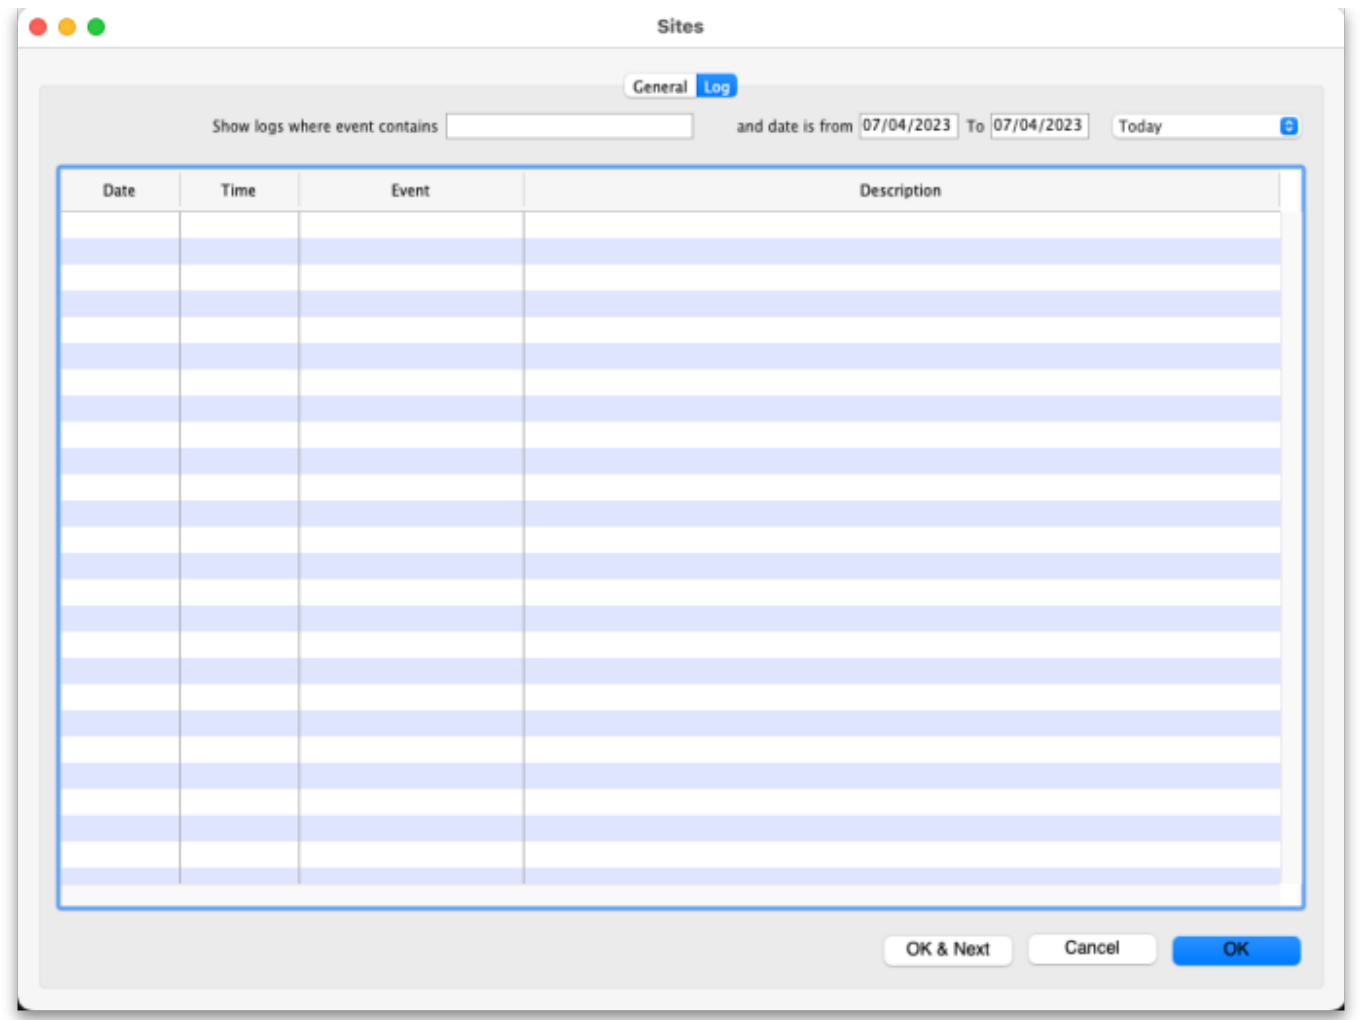 Sites
General Log
Show logs where event contains and date is from 07/04/2023 To 07/04/2023 Today
Date Time Event Description
OK & Next Cancel OK